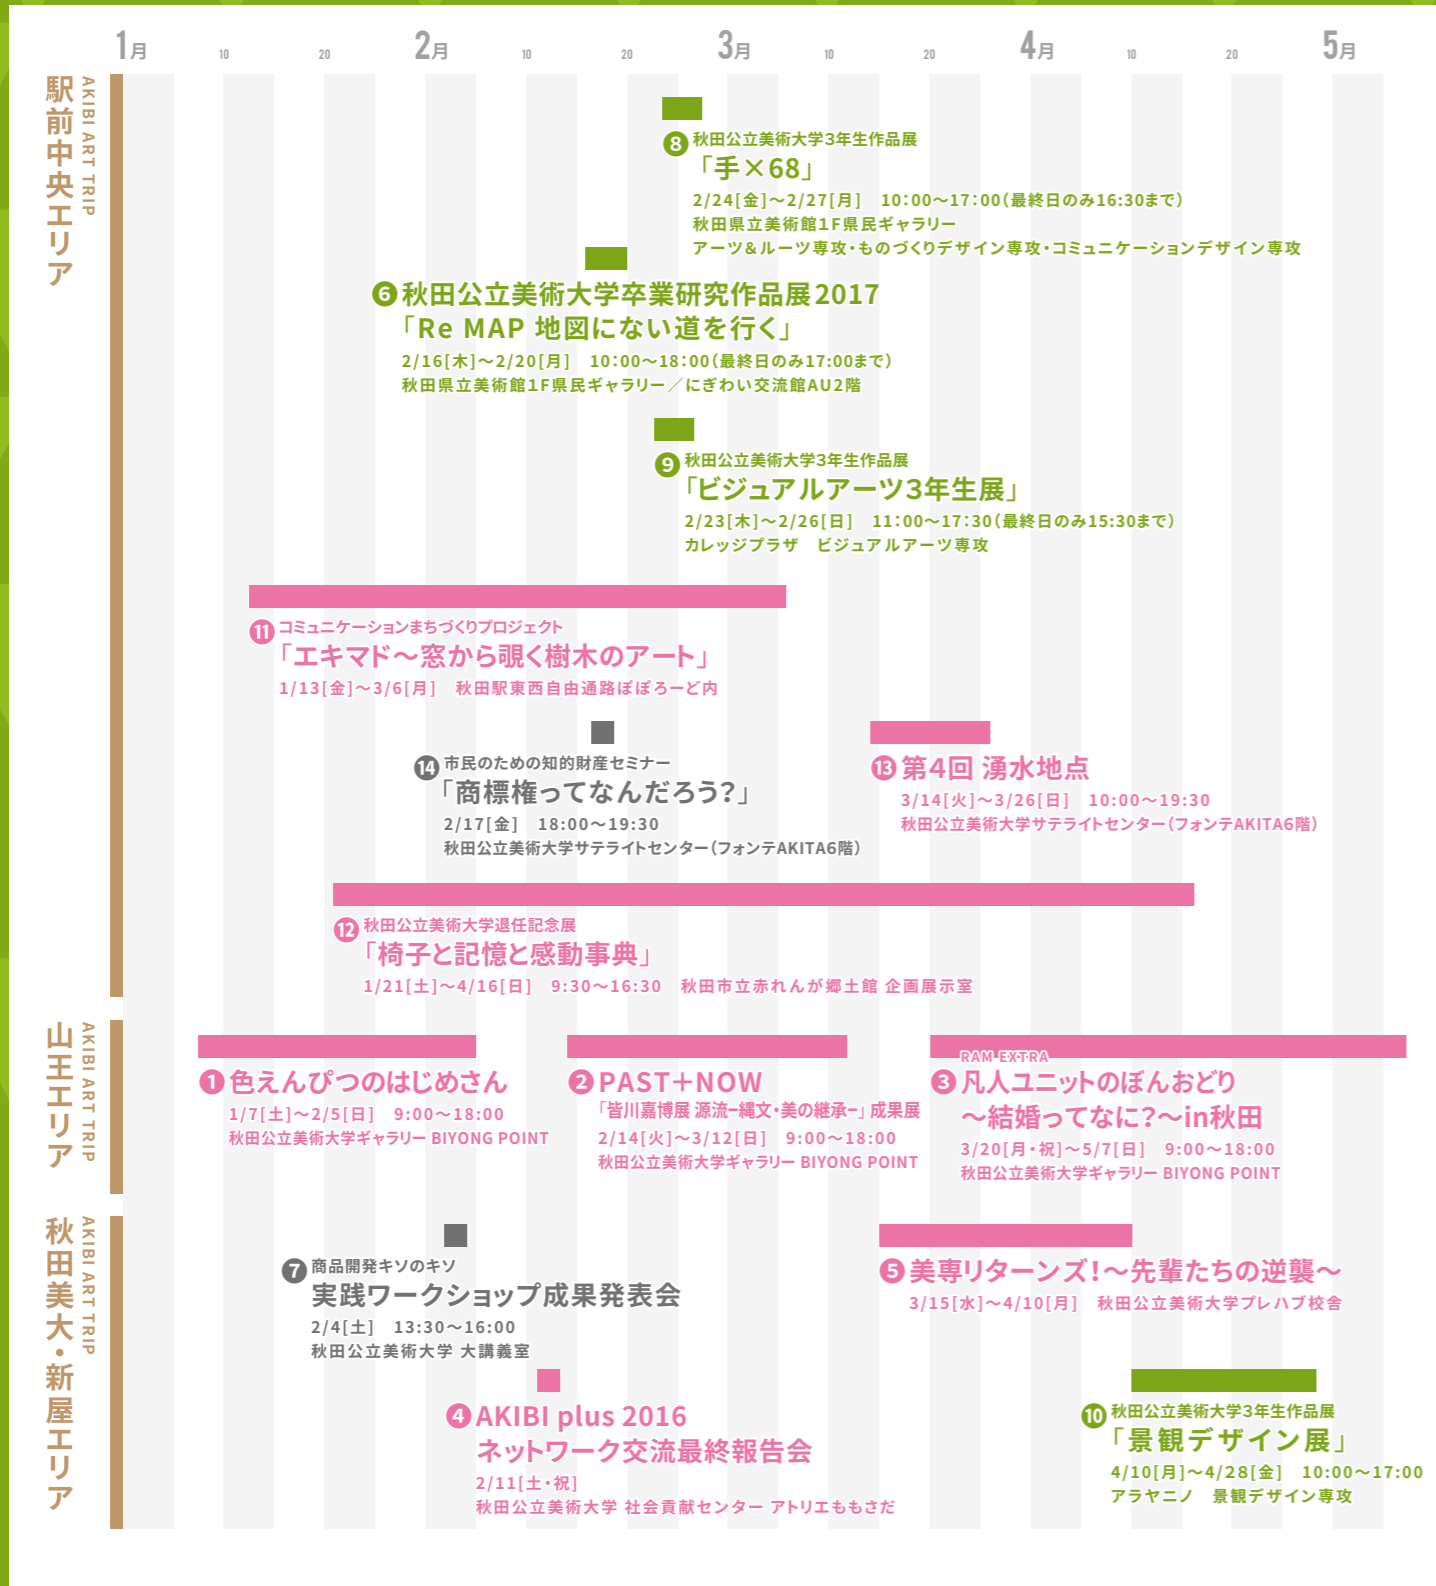 1月 10 20 2月 10 20 3月 10 20 4月 10 20 5月
駅前中央エリア
AKIBI ART TRIP
❽ 秋田公立美術大学3年生作品展
「手×68」
2/24[金]〜2/27[月]　10：00〜17：00（最終日のみ16:30まで）
秋田県立美術館1F県民ギャラリー
アーツ&ルーツ専攻・ものづくりデザイン専攻・コミュニケーションデザイン専攻
❻ 秋田公立美術大学卒業研究作品展2017
「Re MAP 地図にない道を行く」
2/16[木]〜2/20[月]　10：00〜18：00（最終日のみ17:00まで）
秋田県立美術館1F県民ギャラリー／にぎわい交流館AU2階
❾ 秋田公立美術大学3年生作品展
「ビジュアルアーツ3年生展」
2/23[木]〜2/26[日]　11：00〜17：30（最終日のみ15:30まで）
カレッジプラザ　ビジュアルアーツ専攻
⓫ コミュニケーションまちづくりプロジェクト
「エキマド〜窓から覗く樹木のアート」
1/13[金]〜3/6[月]　秋田駅東西自由通路ぽぽろーど内
⓮ 市民のための知的財産セミナー
「商標権ってなんだろう？」
2/17[金]　18:00〜19:30
秋田公立美術大学サテライトセンター（フォンテAKITA6階）
⓭ 第4回 湧水地点
3/14[火]〜3/26[日]　10:00〜19:30
秋田公立美術大学サテライトセンター（フォンテAKITA6階）
⓬ 秋田公立美術大学退任記念展
「椅子と記憶と感動事典」
1/21[土]〜4/16[日]　9:30〜16:30　秋田市立赤れんが郷土館 企画展示室
山王エリア
AKIBI ART TRIP
❶ 色えんぴつのはじめさん
1/7[土]〜2/5[日]　9:00〜18:00
秋田公立美術大学ギャラリー BIYONG POINT
❷ PAST＋NOW
「皆川嘉博展 源流ー縄文・美の継承ー」成果展
2/14[火]〜3/12[日]　9:00〜18:00
秋田公立美術大学ギャラリー BIYONG POINT
RAM EXTRA
❸ 凡人ユニットのぼんおどり
〜結婚ってなに？〜in秋田
3/20[月・祝]〜5/7[日]　9:00〜18:00
秋田公立美術大学ギャラリー BIYONG POINT
秋田美大・新屋エリア
AKIBI ART TRIP
❼ 商品開発キソのキソ
実践ワークショップ成果発表会
2/4[土]　13:30〜16:00
秋田公立美術大学 大講義室
❺ 美専リターンズ！〜先輩たちの逆襲〜
3/15[水]〜4/10[月]　秋田公立美術大学プレハブ校舎
❹ AKIBI plus 2016
ネットワーク交流最終報告会
2/11[土・祝]
秋田公立美術大学 社会貢献センター アトリエももさだ
❿ 秋田公立美術大学3年生作品展
「景観デザイン展」
4/10[月]〜4/28[金]　10:00〜17:00
アラヤニノ　景観デザイン専攻